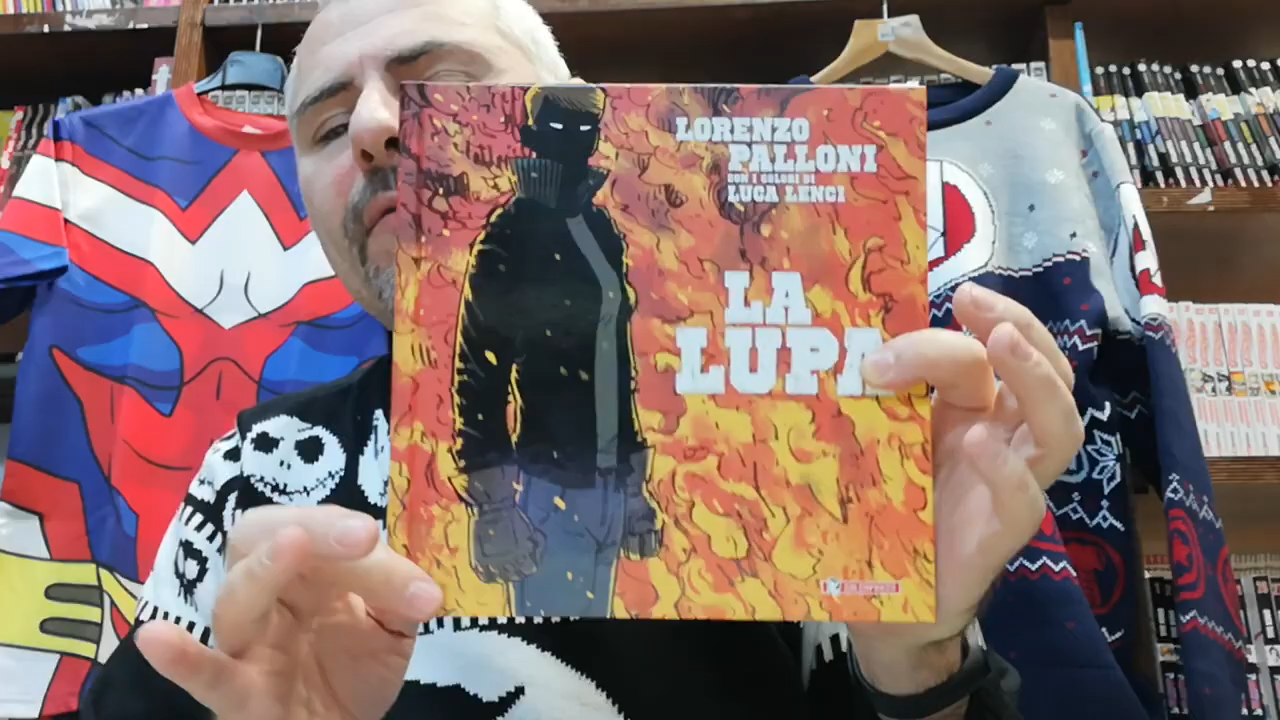 LORENZO
PALLONI
CON I COLORI DI
LUCA LENCI
LA
LUPA